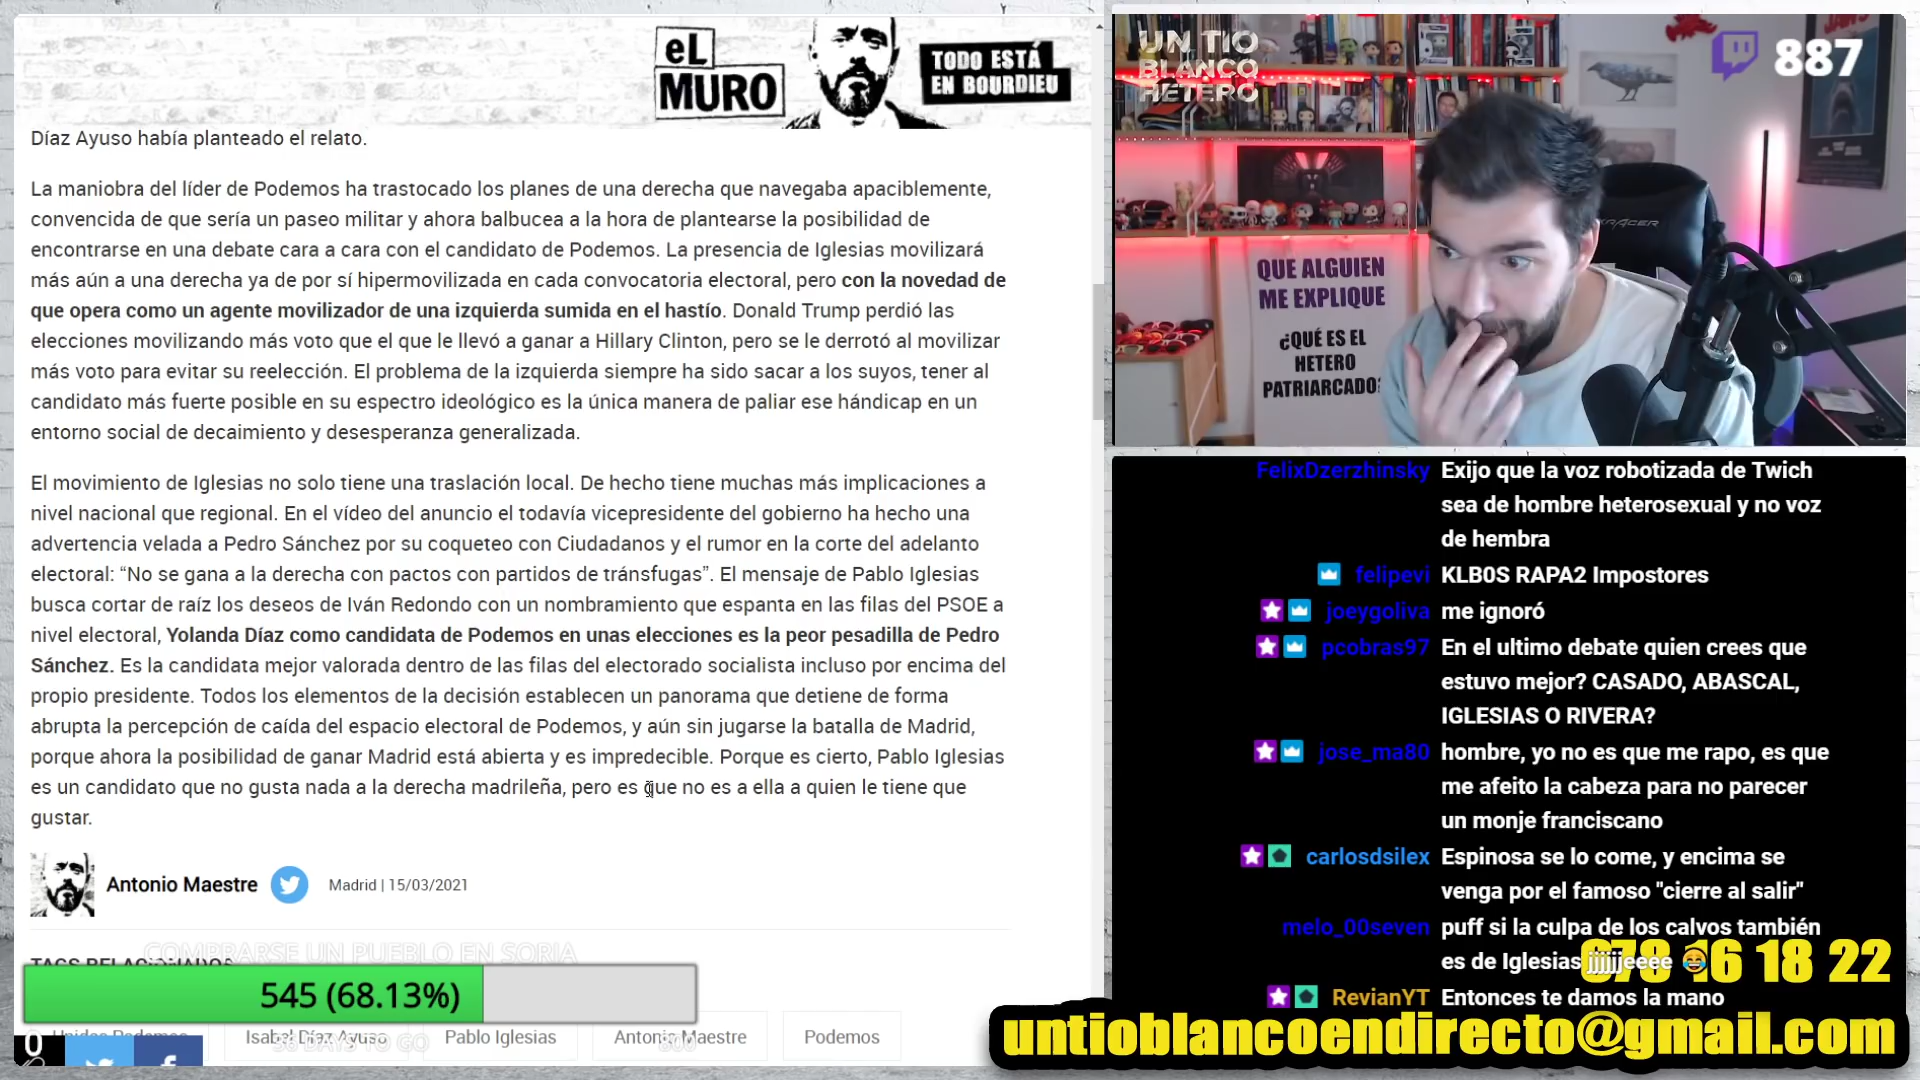 eL
MURO
TODO ESTÁ
EN BOURDIEU
Díaz Ayuso había planteado el relato.
La maniobra del líder de Podemos ha trastocado los planes de una derecha que navegaba apaciblemente,
convencida de que sería un paseo militar y ahora balbucea a la hora de plantearse la posibilidad de
encontrarse en una debate cara a cara con el candidato de Podemos. La presencia de Iglesias movilizará
más aún a una derecha ya de por sí hipermovilizada en cada convocatoria electoral, pero con la novedad de
que opera como un agente movilizador de una izquierda sumida en el hastío. Donald Trump perdió las
elecciones movilizando más voto que el que le llevó a ganar a Hillary Clinton, pero se le derrotó al movilizar
más voto para evitar su reelección. El problema de la izquierda siempre ha sido sacar a los suyos, tener al
candidato más fuerte posible en su espectro ideológico es la única manera de paliar ese hándicap en un
entorno social de decaimiento y desesperanza generalizada.
El movimiento de Iglesias no solo tiene una traslación local. De hecho tiene muchas más implicaciones a
nivel nacional que regional. En el vídeo del anuncio el todavía vicepresidente del gobierno ha hecho una
advertencia velada a Pedro Sánchez por su coqueteo con Ciudadanos y el rumor en la corte del adelanto
electoral: “No se gana a la derecha con pactos con partidos de tránsfugas”. El mensaje de Pablo Iglesias
busca cortar de raíz los deseos de Iván Redondo con un nombramiento que espanta en las filas del PSOE a
nivel electoral, Yolanda Díaz como candidata de Podemos en unas elecciones es la peor pesadilla de Pedro
Sánchez. Es la candidata mejor valorada dentro de las filas del electorado socialista incluso por encima del
propio presidente. Todos los elementos de la decisión establecen un panorama que detiene de forma
abrupta la percepción de caída del espacio electoral de Podemos, y aún sin jugarse la batalla de Madrid,
porque ahora la posibilidad de ganar Madrid está abierta y es impredecible. Porque es cierto, Pablo Iglesias
es un candidato que no gusta nada a la derecha madrileña, pero es que no es a ella a quien le tiene que
gustar.
Antonio Maestre Madrid | 15/03/2021
COMPRARSE UN PUEBLO EN SORIA
TAGS RELACIONADOS
545 (68.13%)
0
Unidas Podemos Isabel Díaz Ayuso Pablo Iglesias Antonio Maestre Podemos
UN TIO
BLANCO
HETERO
887
QUE ALGUIEN
ME EXPLIQUE
¿QUÉ ES EL
HETERO
PATRIARCADO?
FelixDzerzhinsky Exijo que la voz robotizada de Twich
sea de hombre heterosexual y no voz
de hembra
felipevi KLB0S RAPA2 Impostores
joeygoliva me ignoró
pcobras97 En el ultimo debate quien crees que
estuvo mejor? CASADO, ABASCAL,
IGLESIAS O RIVERA?
jose_ma80 hombre, yo no es que me rapo, es que
me afeito la cabeza para no parecer
un monje franciscano
carlosdsilex Espinosa se lo come, y encima se
venga por el famoso "cierre al salir"
melo_00seven puff si la culpa de los calvos también
es de Iglesias jjjjjjeeee 😂
678 16 18 22
RevianYT Entonces te damos la mano
untioblancoendirecto@gmail.com